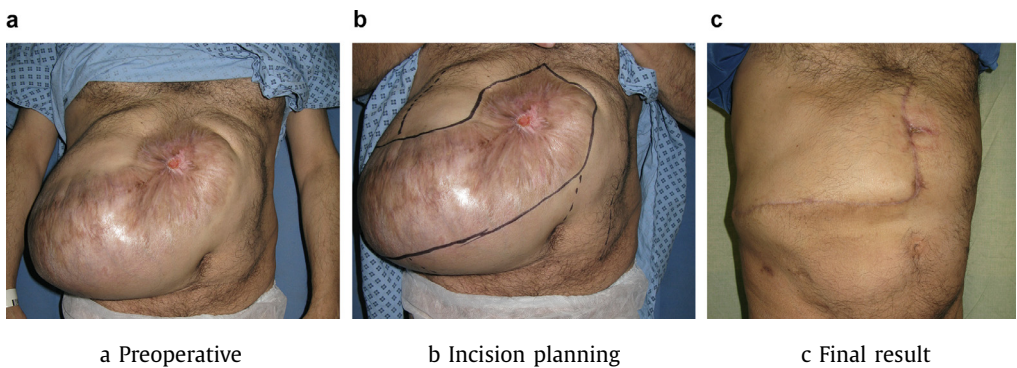 a
b
c
a Preoperative
b Incision planning
c Final result